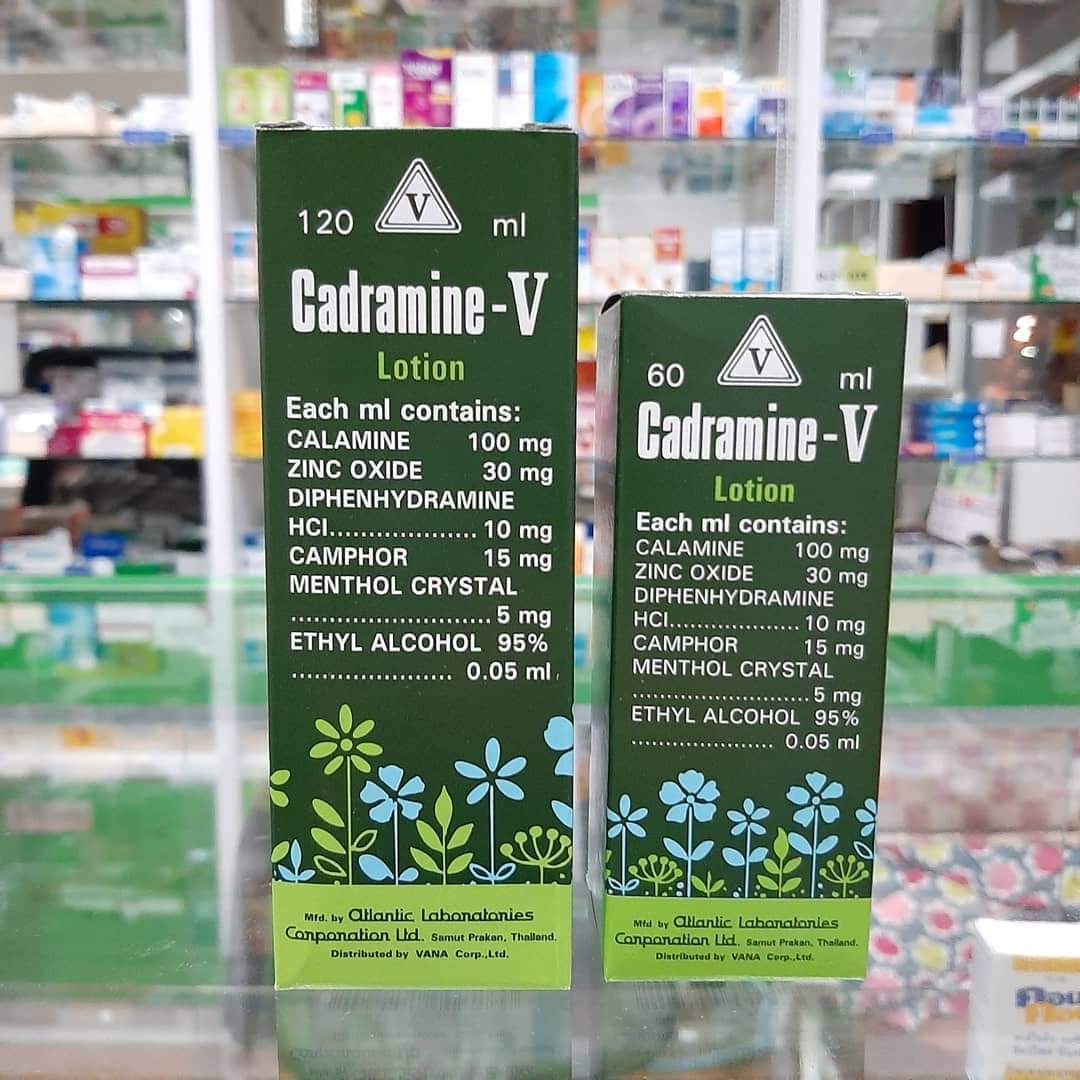 120 V ml
Cadramine-V
Lotion
Each ml contains:
CALAMINE 100 mg
ZINC OXIDE 30 mg
DIPHENHYDRAMINE
HCl................... 10 mg
CAMPHOR 15 mg
MENTHOL CRYSTAL
.......................... 5 mg
ETHYL ALCOHOL 95%
..................... 0.05 ml
Mfd. by Atlantic Laboratories
Corporation Ltd. Samut Prakan, Thailand.
Distributed by VANA Corp.,Ltd.
60 V ml
Cadramine-V
Lotion
Each ml contains:
CALAMINE 100 mg
ZINC OXIDE 30 mg
DIPHENHYDRAMINE
HCl................... 10 mg
CAMPHOR 15 mg
MENTHOL CRYSTAL
.......................... 5 mg
ETHYL ALCOHOL 95%
..................... 0.05 ml
Mfd by Atlantic Laboratories
Corporation Ltd. Samut Prakan, Thailand.
Distributed by VANA Corp.,Ltd.